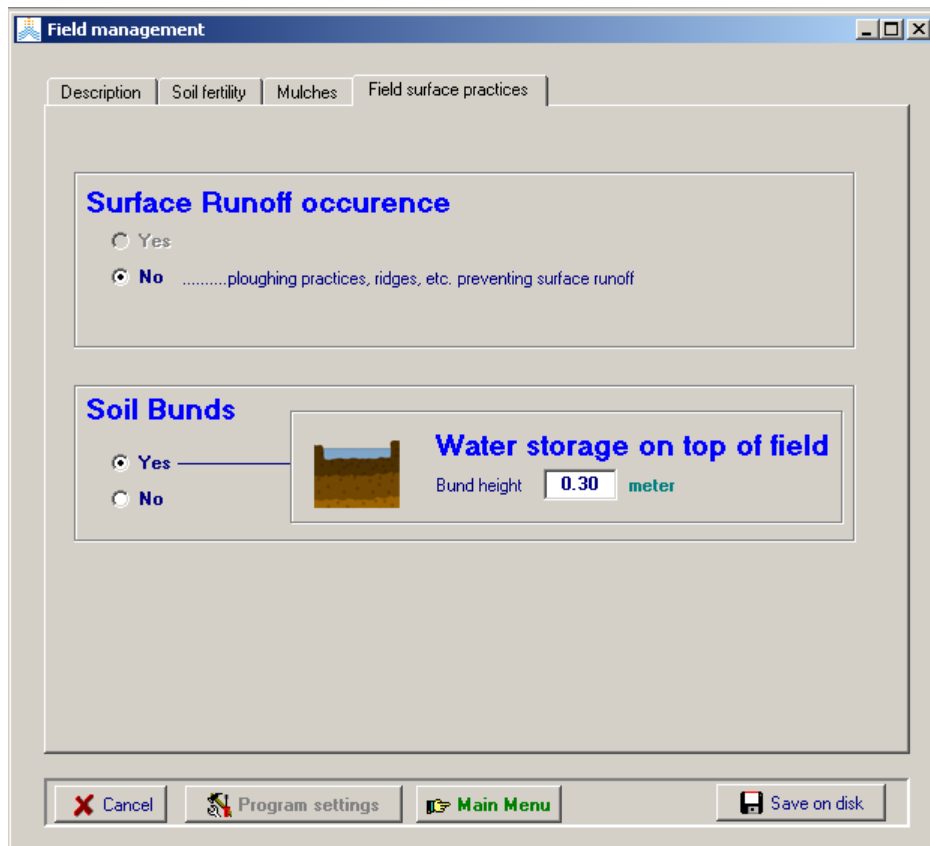 Field management
Description Soil fertility Mulches Field surface practices
Surface Runoff occurence
Yes
No ..........ploughing practices, ridges, etc. preventing surface runoff
Soil Bunds
Yes
No
Water storage on top of field
Bund height 0.30 meter
Cancel Program settings Main Menu Save on disk